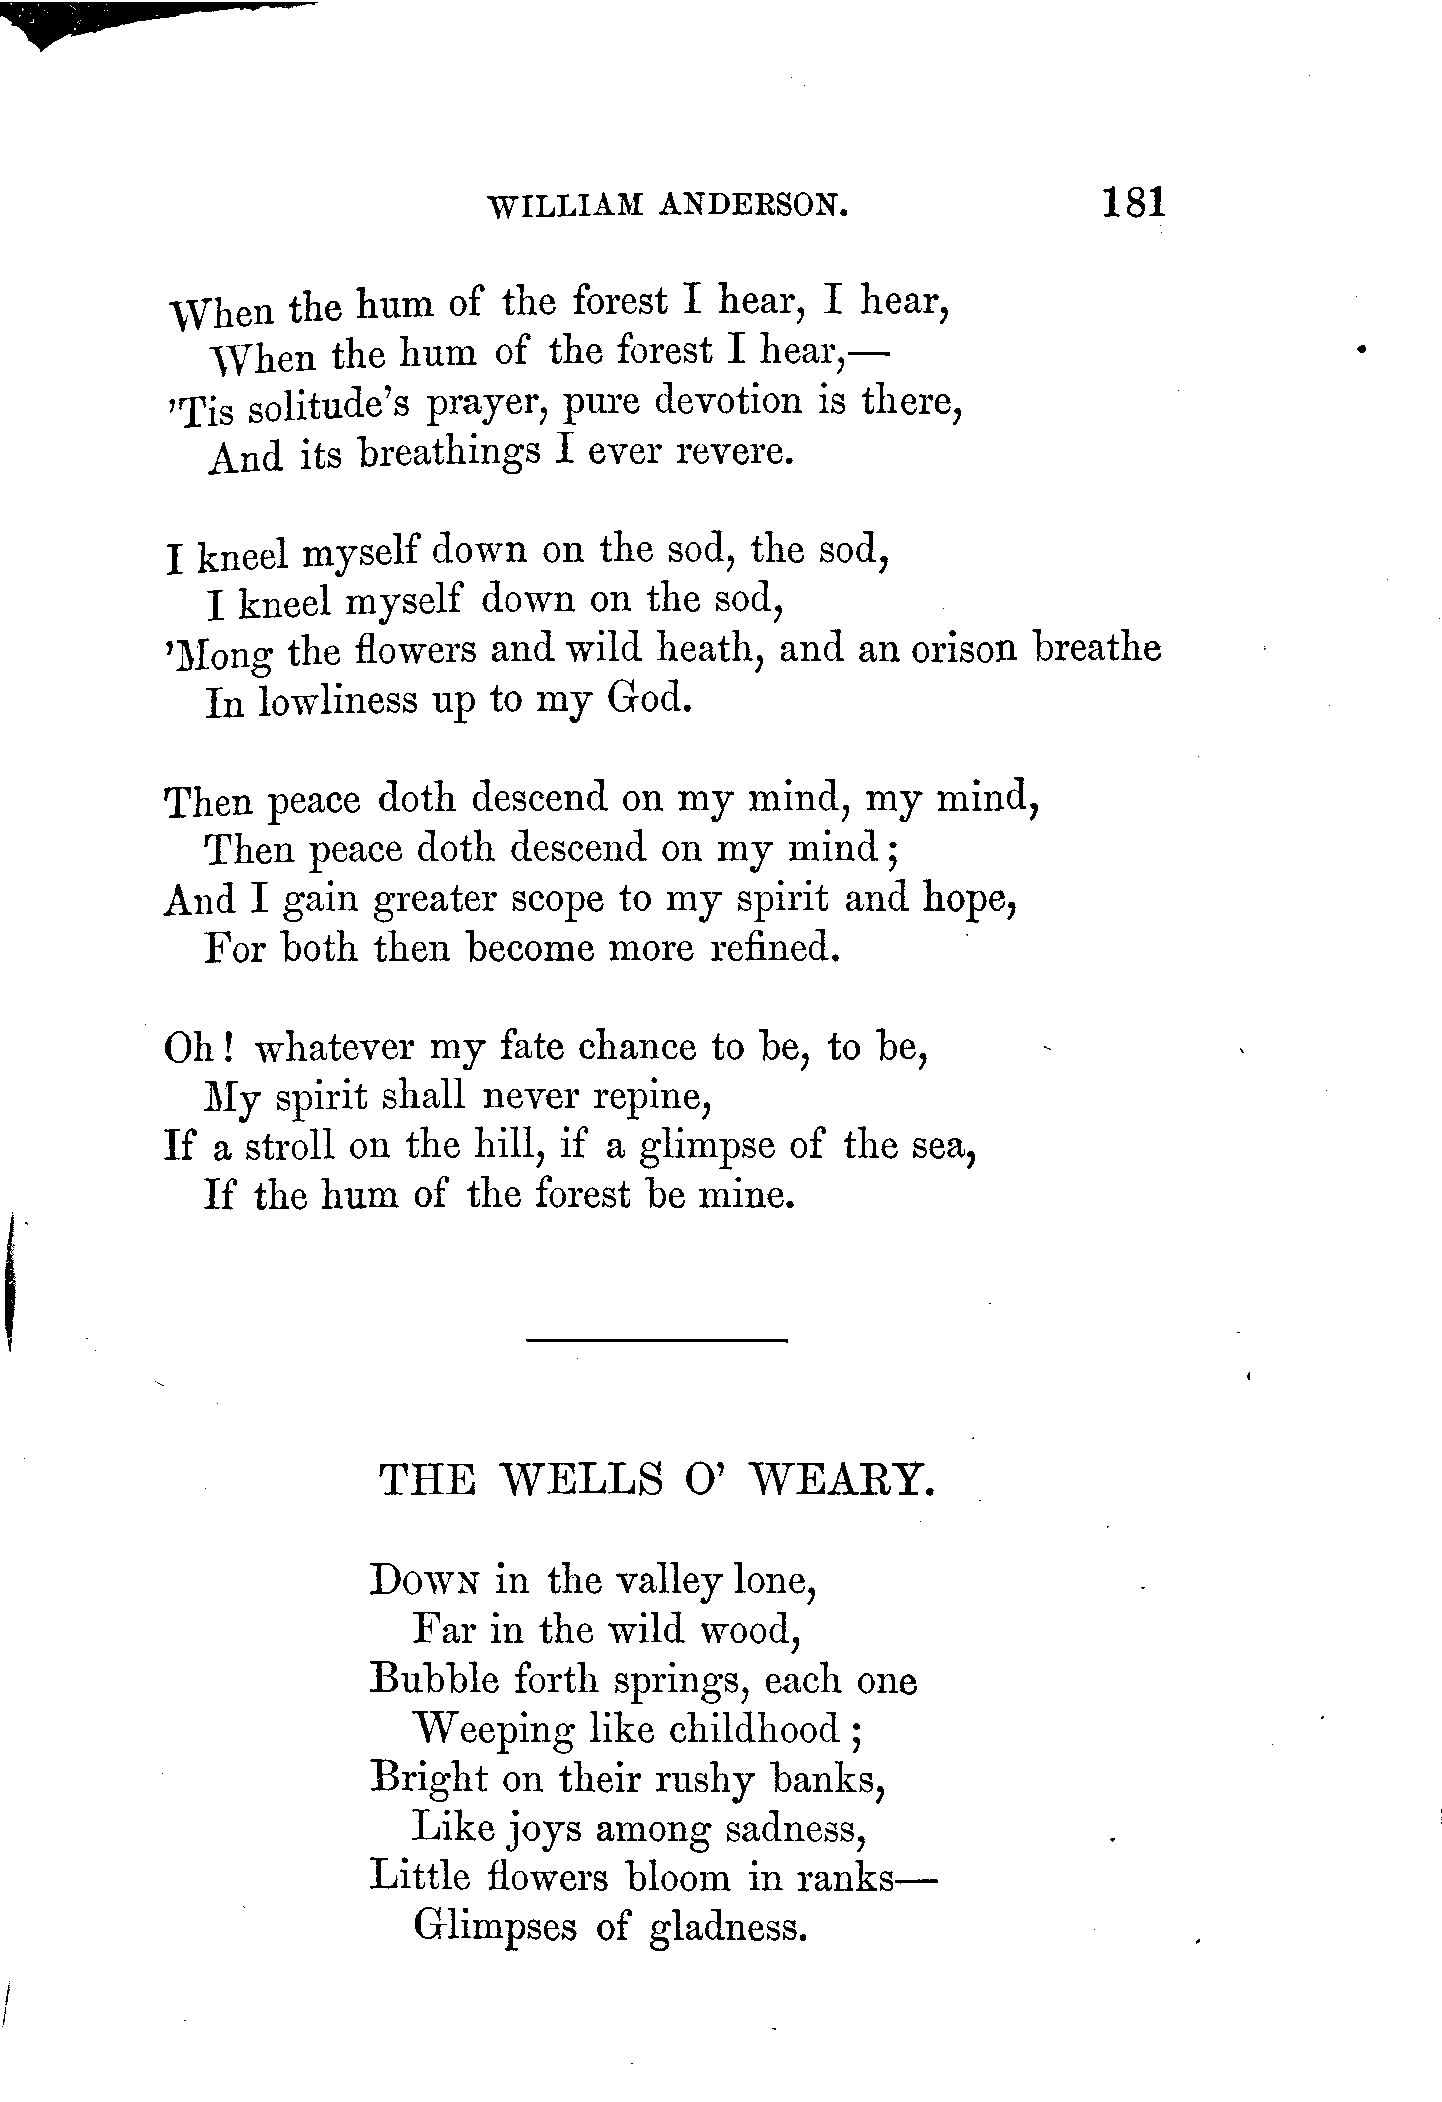 WILLIAM ANDERSON. 181
When the hum of the forest I hear, I hear,
When the hum of the forest I hear,—
'Tis solitude's prayer, pure devotion is there,
And its breathings I ever revere.
I kneel myself down on the sod, the sod,
I kneel myself down on the sod,
'Mong the flowers and wild heath, and an orison breathe
In lowliness up to my God.
Then peace doth descend on my mind, my mind,
Then peace doth descend on my mind;
And I gain greater scope to my spirit and hope,
For both then become more refined.
Oh! whatever my fate chance to be, to be,
My spirit shall never repine,
If a stroll on the hill, if a glimpse of the sea,
If the hum of the forest be mine.
THE WELLS O' WEARY.
DOWN in the valley lone,
Far in the wild wood,
Bubble forth springs, each one
Weeping like childhood;
Bright on their rushy banks,
Like joys among sadness,
Little flowers bloom in ranks—
Glimpses of gladness.